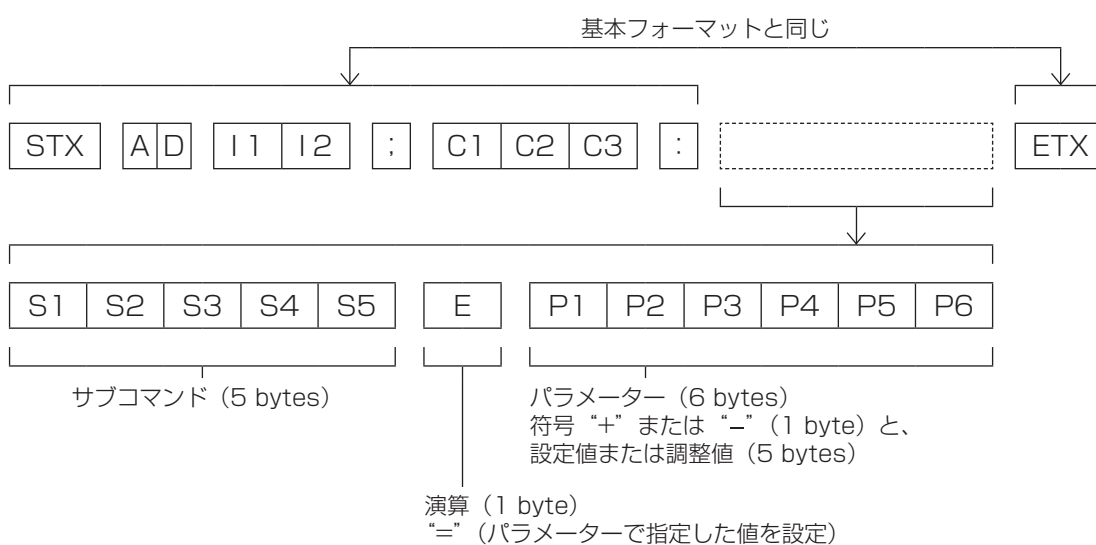 基本フォーマットと同じ
STX A D I1 I2 ; C1 C2 C3 : ETX
S1 S2 S3 S4 S5 E P1 P2 P3 P4 P5 P6
サブコマンド（5 bytes）
パラメーター（6 bytes）
符号“+”または“−”（1 byte）と、
設定値または調整値（5 bytes）
演算（1 byte）
“=”（パラメーターで指定した値を設定）